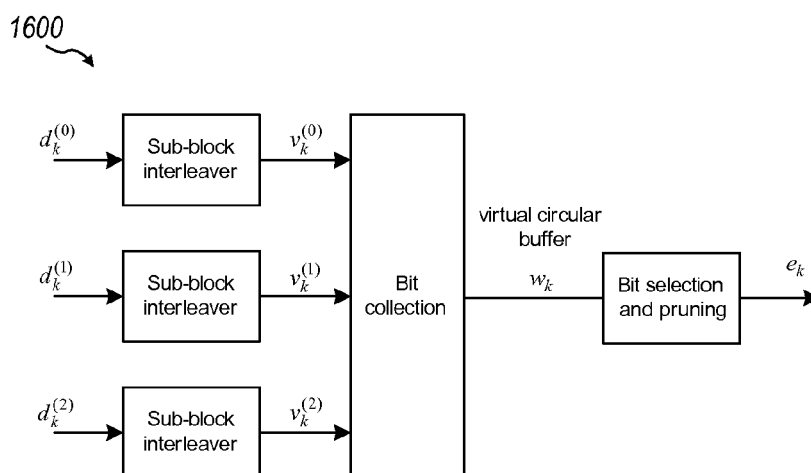 1600
d_k^{(0)}
Sub-block
interleaver
v_k^{(0)}
virtual circular
buffer
d_k^{(1)}
Sub-block
interleaver
v_k^{(1)}
Bit
collection
w_k
Bit selection
and pruning
e_k
d_k^{(2)}
Sub-block
interleaver
v_k^{(2)}